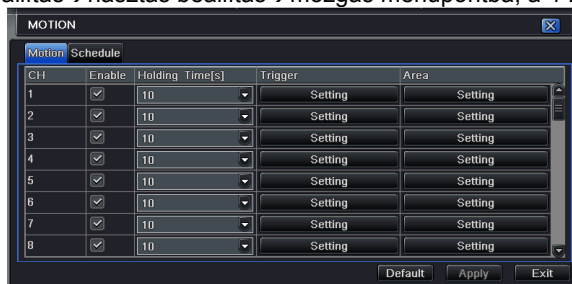 MOTION
Motion Schedule
CH Enable Holding Time[s] Trigger Area
1 10 Setting Setting
2 10 Setting Setting
3 10 Setting Setting
4 10 Setting Setting
5 10 Setting Setting
6 10 Setting Setting
7 10 Setting Setting
8 10 Setting Setting
Default Apply Exit